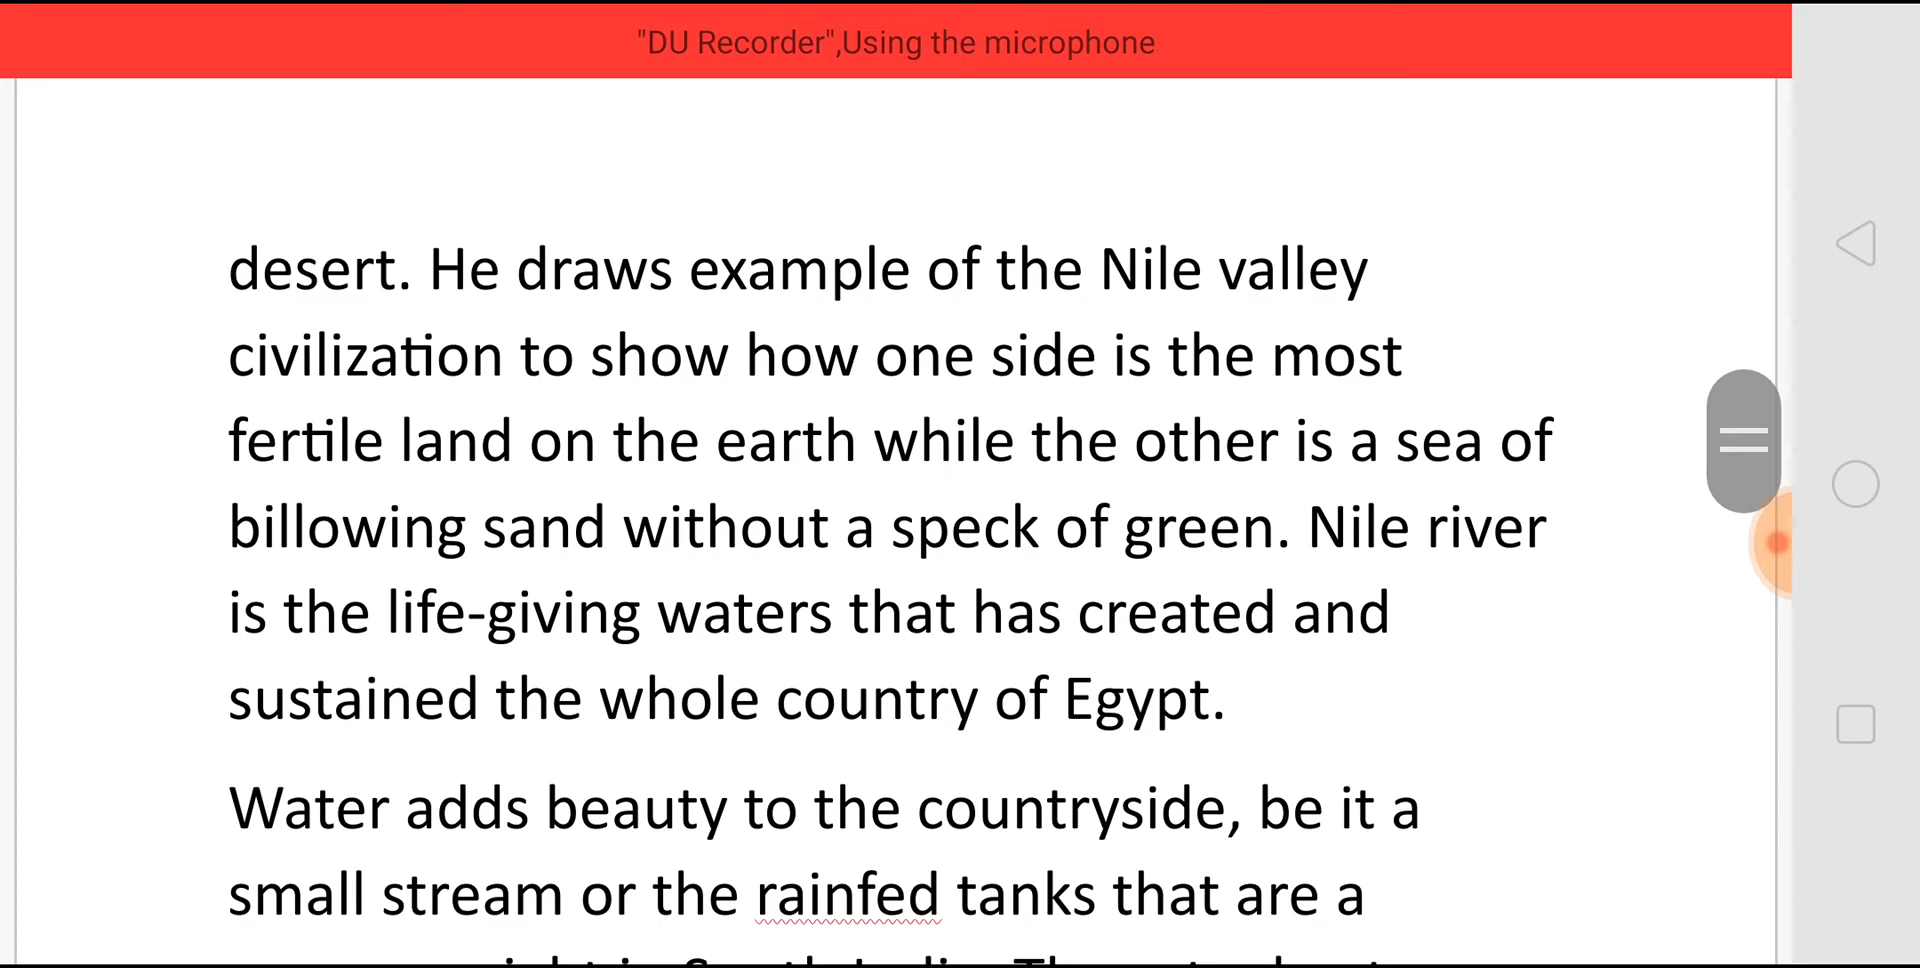 "DU Recorder",Using the microphone
desert. He draws example of the Nile valley
civilization to show how one side is the most
fertile land on the earth while the other is a sea of
billowing sand without a speck of green. Nile river
is the life-giving waters that has created and
sustained the whole country of Egypt.
Water adds beauty to the countryside, be it a
small stream or the rainfed tanks that are a